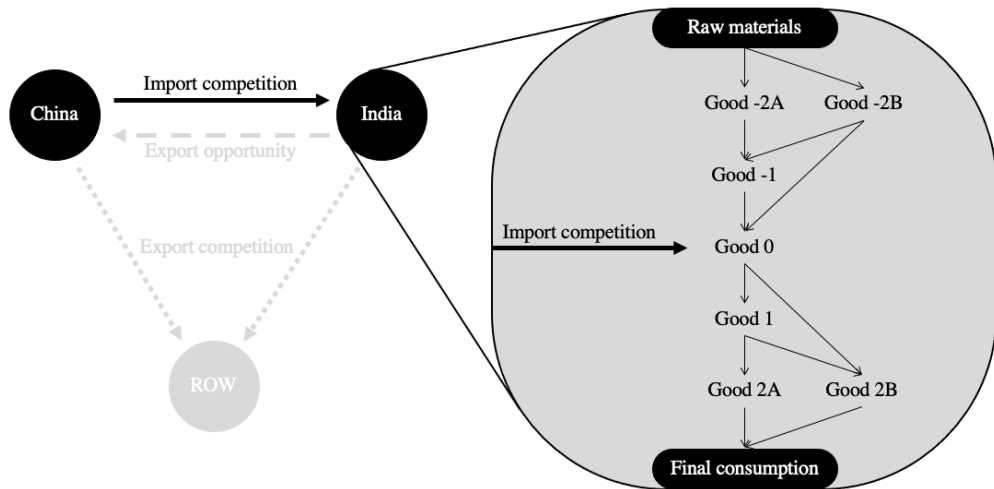 Import competition
China
India
Export opportunity
Export competition
ROW
Raw materials
Good -2A
Good -2B
Good -1
Import competition
Good 0
Good 1
Good 2A
Good 2B
Final consumption